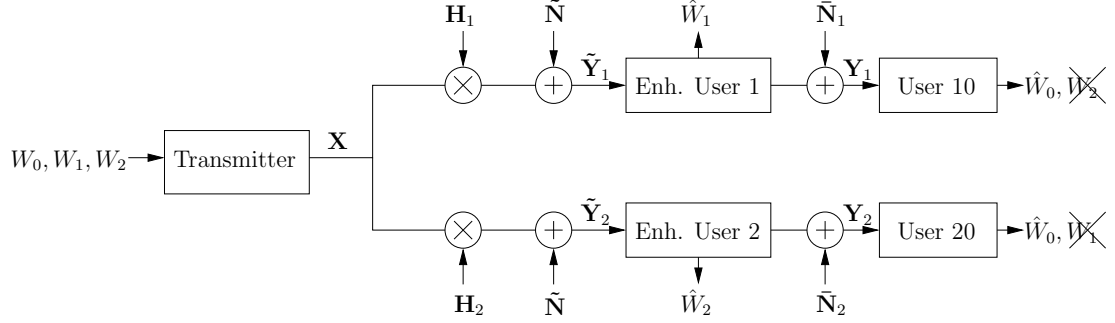 H₁ Ñ Ŵ₁ N̄₁
Ỹ₁ Y₁
× + Enh. User 1 + User 10 Ŵ₀, W₂
X
W₀, W₁, W₂ Transmitter
Ỹ₂ Y₂
× + Enh. User 2 + User 20 Ŵ₀, W₁
H₂ Ñ Ŵ₂ N̄₂